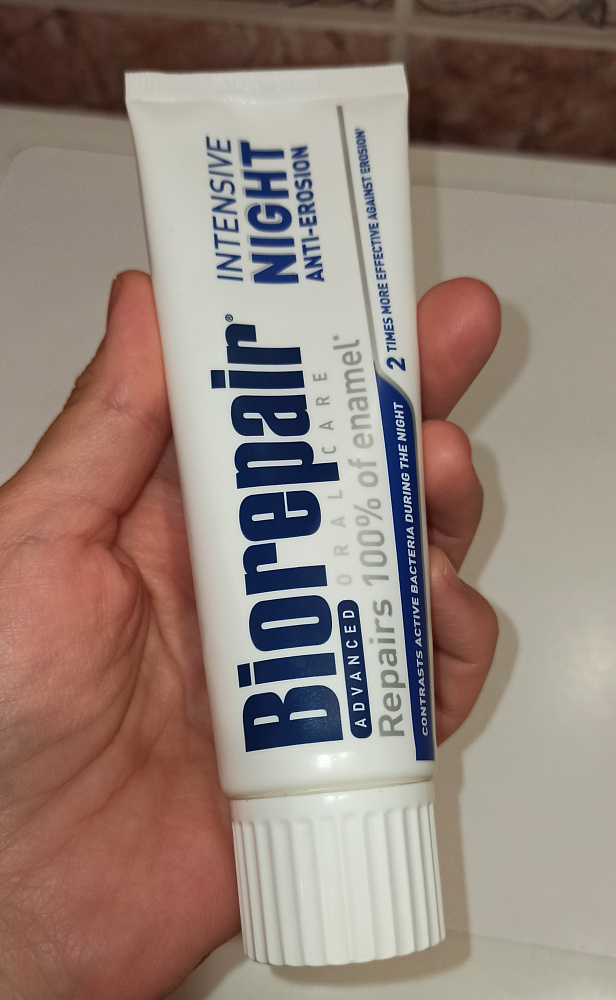 Biorepair®
ORAL CARE
ADVANCED
Repairs 100% of enamel*
INTENSIVE
NIGHT
ANTI-EROSION
2 TIMES MORE EFFECTIVE AGAINST EROSION¹
CONTRASTS ACTIVE BACTERIA DURING THE NIGHT